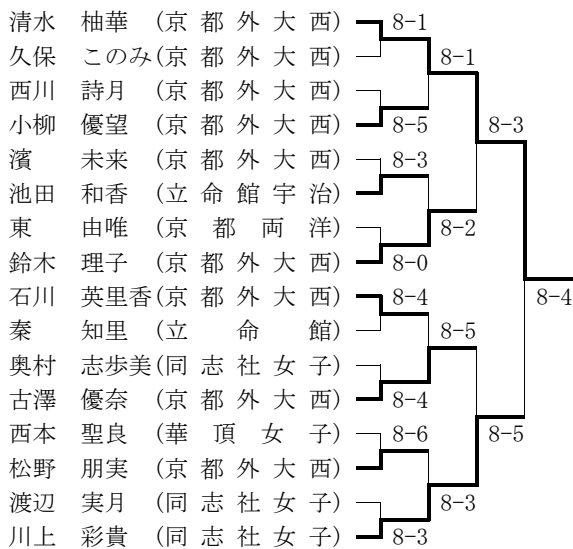 清水 柚華 (京都外大西) 8-1
久保 このみ(京都外大西) 8-1
西川 詩月 (京都外大西)
小柳 優望 (京都外大西) 8-5 8-3
濱 未来 (京都外大西) 8-3
池田 和香 (立命館宇治)
東 由唯 (京都両洋) 8-2
鈴木 理子 (京都外大西) 8-0
石川 英里香(京都外大西) 8-4 8-4
秦 知里 (立命館) 8-5
奥村 志歩美(同志社女子)
古澤 優奈 (京都外大西) 8-4
西本 聖良 (華頂女子) 8-6 8-5
松野 朋実 (京都外大西)
渡辺 実月 (同志社女子) 8-3
川上 彩貴 (同志社女子) 8-3